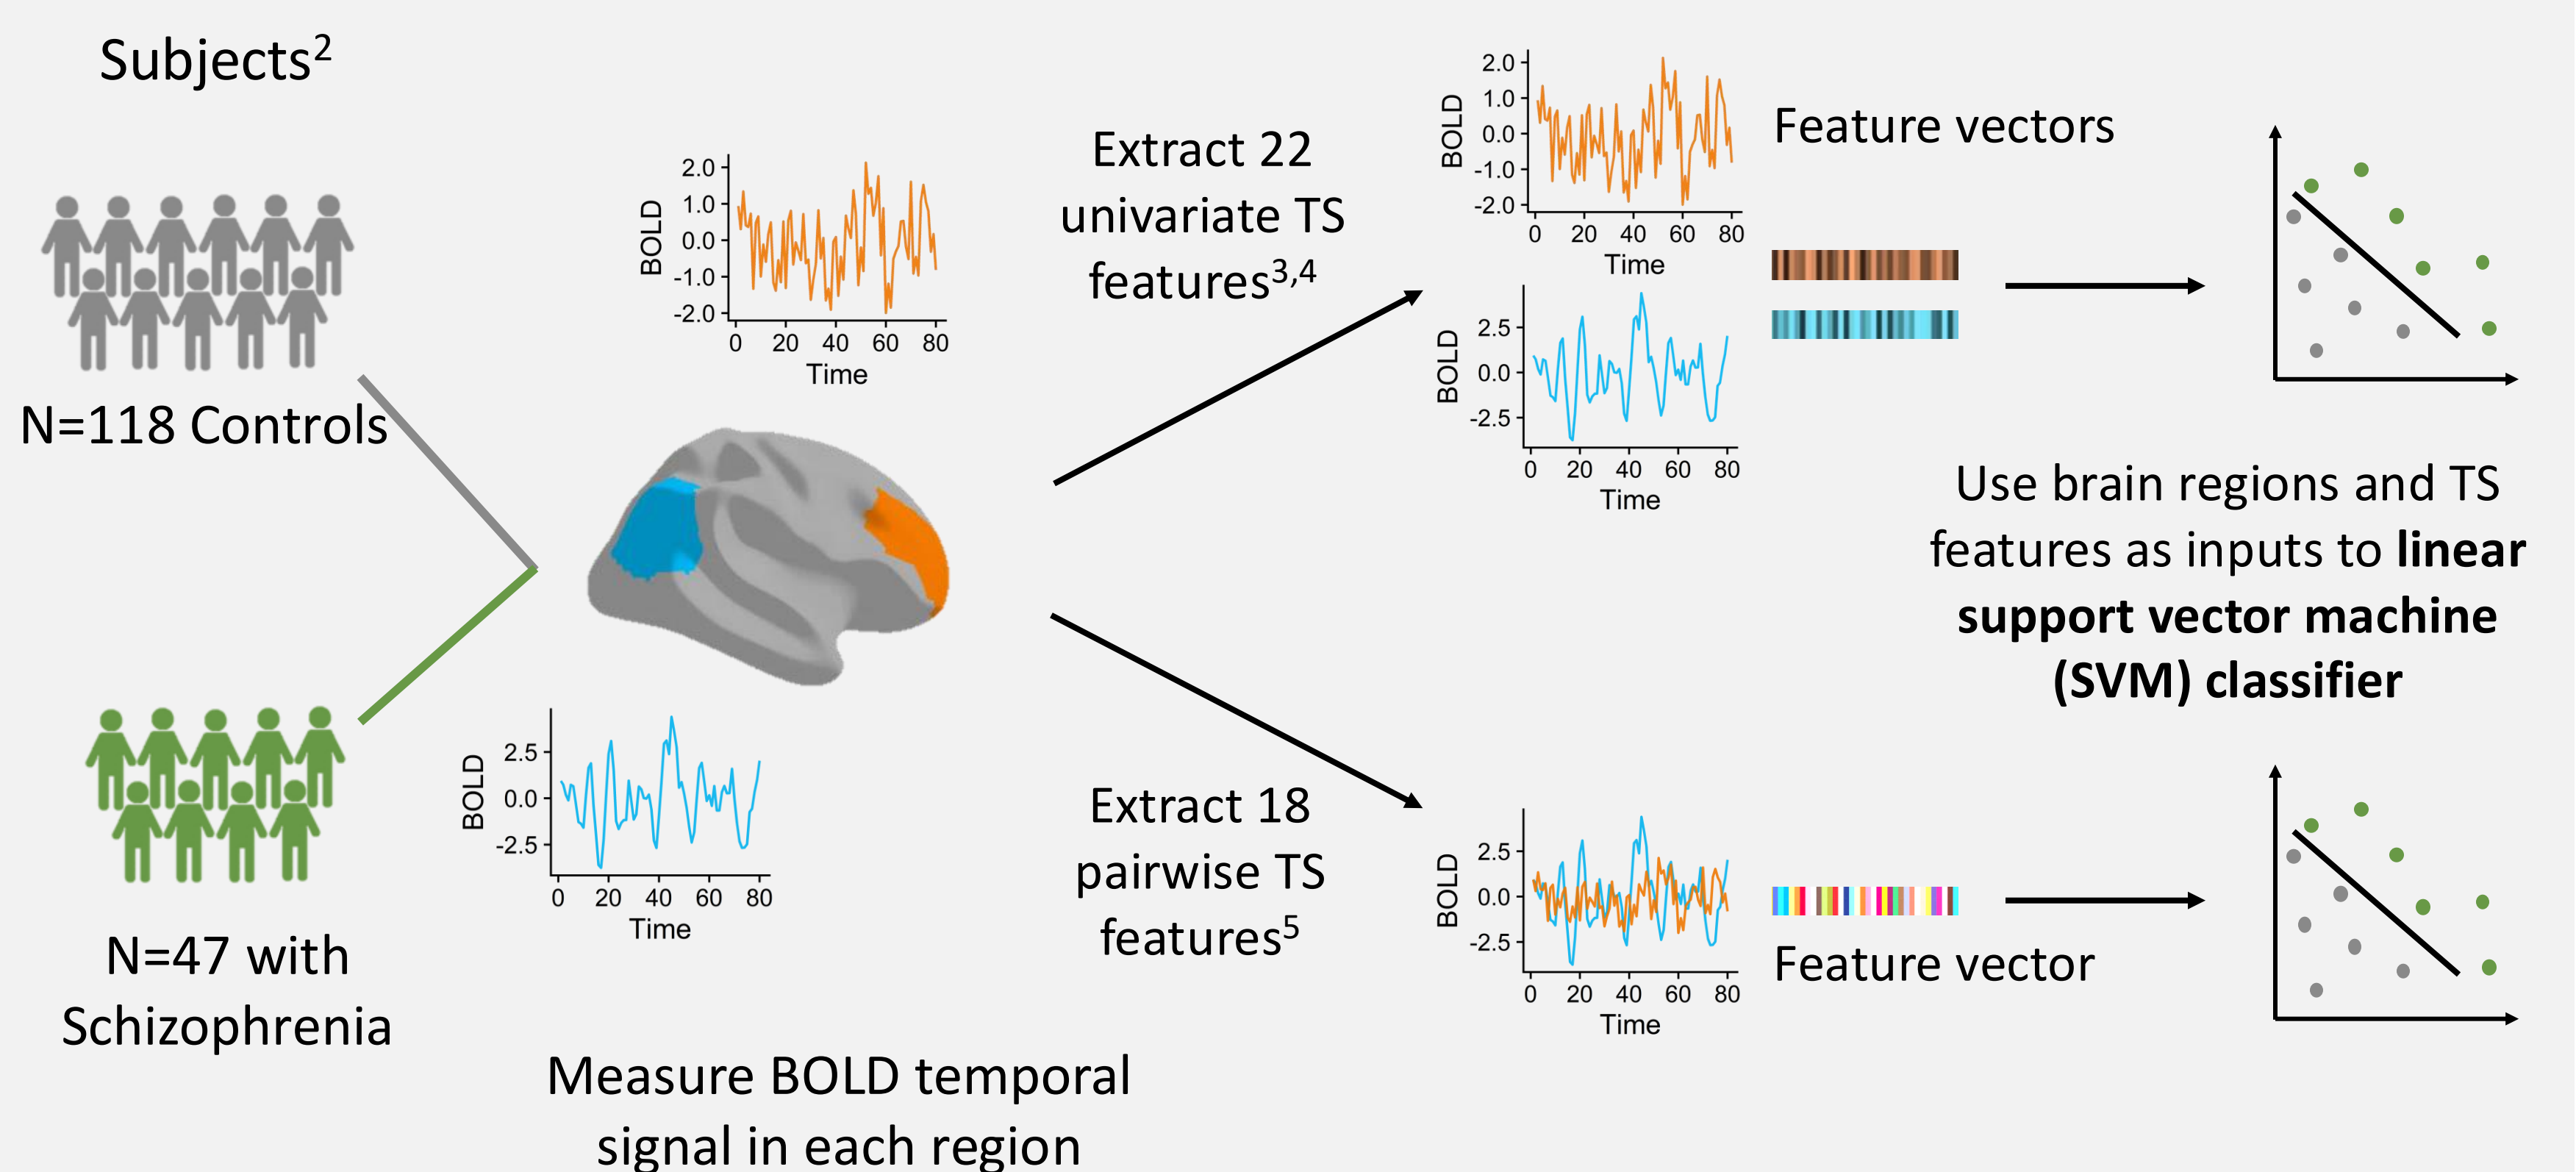 Subjects²
N=118 Controls
N=47 with
Schizophrenia
BOLD
2.0
1.0
0.0
-1.0
-2.0
0 20 40 60 80
Time
BOLD
2.5
0.0
-2.5
0 20 40 60 80
Time
Measure BOLD temporal
signal in each region
Extract 22
univariate TS
features³,⁴
Extract 18
pairwise TS
features⁵
BOLD
2.0
1.0
0.0
-1.0
-2.0
0 20 40 60 80
Time
BOLD
2.5
0.0
-2.5
0 20 40 60 80
Time
Feature vectors
BOLD
2.5
0.0
-2.5
0 20 40 60 80
Time
Feature vector
Use brain regions and TS
features as inputs to linear
support vector machine
(SVM) classifier